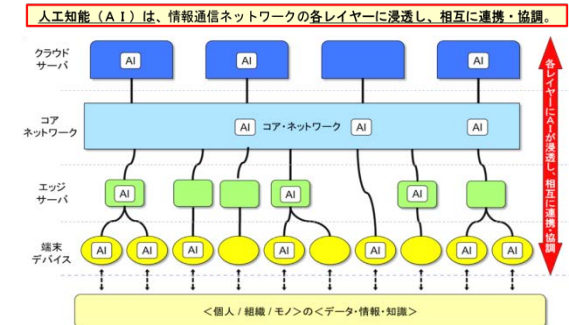 人工知能(AI)は、情報通信ネットワークの各レイヤーに浸透し、相互に連携・協調。
クラウド
サーバ
AI
AI
AI
コア
ネットワーク
AI コア・ネットワーク AI AI
エッジ
サーバ
AI
AI
AI
端末
デバイス
AI
AI
AI
AI
AI
AI
AI
<個人/組織/モノ>の<データ・情報・知識>
各レイヤーにAIが浸透し、相互に連携・協調